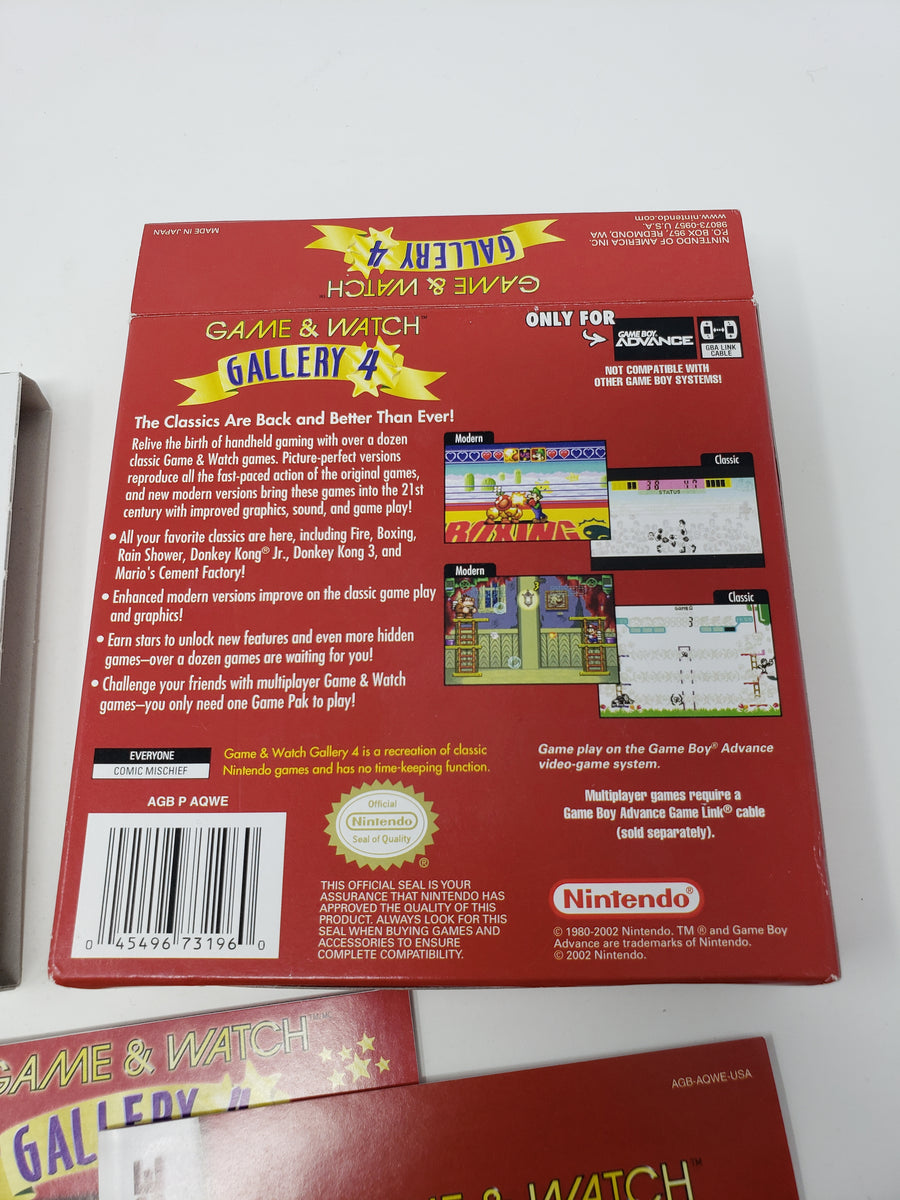 MADE IN JAPAN
GAME & WATCH™
GALLERY 4
NINTENDO OF AMERICA INC.
P.O. BOX 957, REDMOND, WA
98073-0957 U.S.A.
www.nintendo.com
GAME & WATCH™
GALLERY 4
ONLY FOR
GAME BOY
ADVANCE
GBA LINK
CABLE
NOT COMPATIBLE WITH
OTHER GAME BOY SYSTEMS!
The Classics Are Back and Better Than Ever!
Relive the birth of handheld gaming with over a dozen
classic Game & Watch games. Picture-perfect versions
reproduce all the fast-paced action of the original games,
and new modern versions bring these games into the 21st
century with improved graphics, sound, and game play!
• All your favorite classics are here, including Fire, Boxing,
Rain Shower, Donkey Kong® Jr., Donkey Kong 3, and
Mario's Cement Factory!
• Enhanced modern versions improve on the classic game play
and graphics!
• Earn stars to unlock new features and even more hidden
games—over a dozen games are waiting for you!
• Challenge your friends with multiplayer Game & Watch
games—you only need one Game Pak to play!
Modern
BOXING
Classic
38 47
STATUS
Modern
3
Classic
GAME
3
EVERYONE
COMIC MISCHIEF
Game & Watch Gallery 4 is a recreation of classic
Nintendo games and has no time-keeping function.
Game play on the Game Boy® Advance
video-game system.
Multiplayer games require a
Game Boy Advance Game Link® cable
(sold separately).
AGB P AQWE
0 45496 73196 0
Official
Nintendo
Seal of Quality
®
THIS OFFICIAL SEAL IS YOUR
ASSURANCE THAT NINTENDO HAS
APPROVED THE QUALITY OF THIS
PRODUCT. ALWAYS LOOK FOR THIS
SEAL WHEN BUYING GAMES AND
ACCESSORIES TO ENSURE
COMPLETE COMPATIBILITY.
Nintendo®
© 1980-2002 Nintendo. TM ® and Game Boy
Advance are trademarks of Nintendo.
© 2002 Nintendo.
GAME & WATCH™
GALLERY 4
AGB-AQWE-USA
& WATCH™